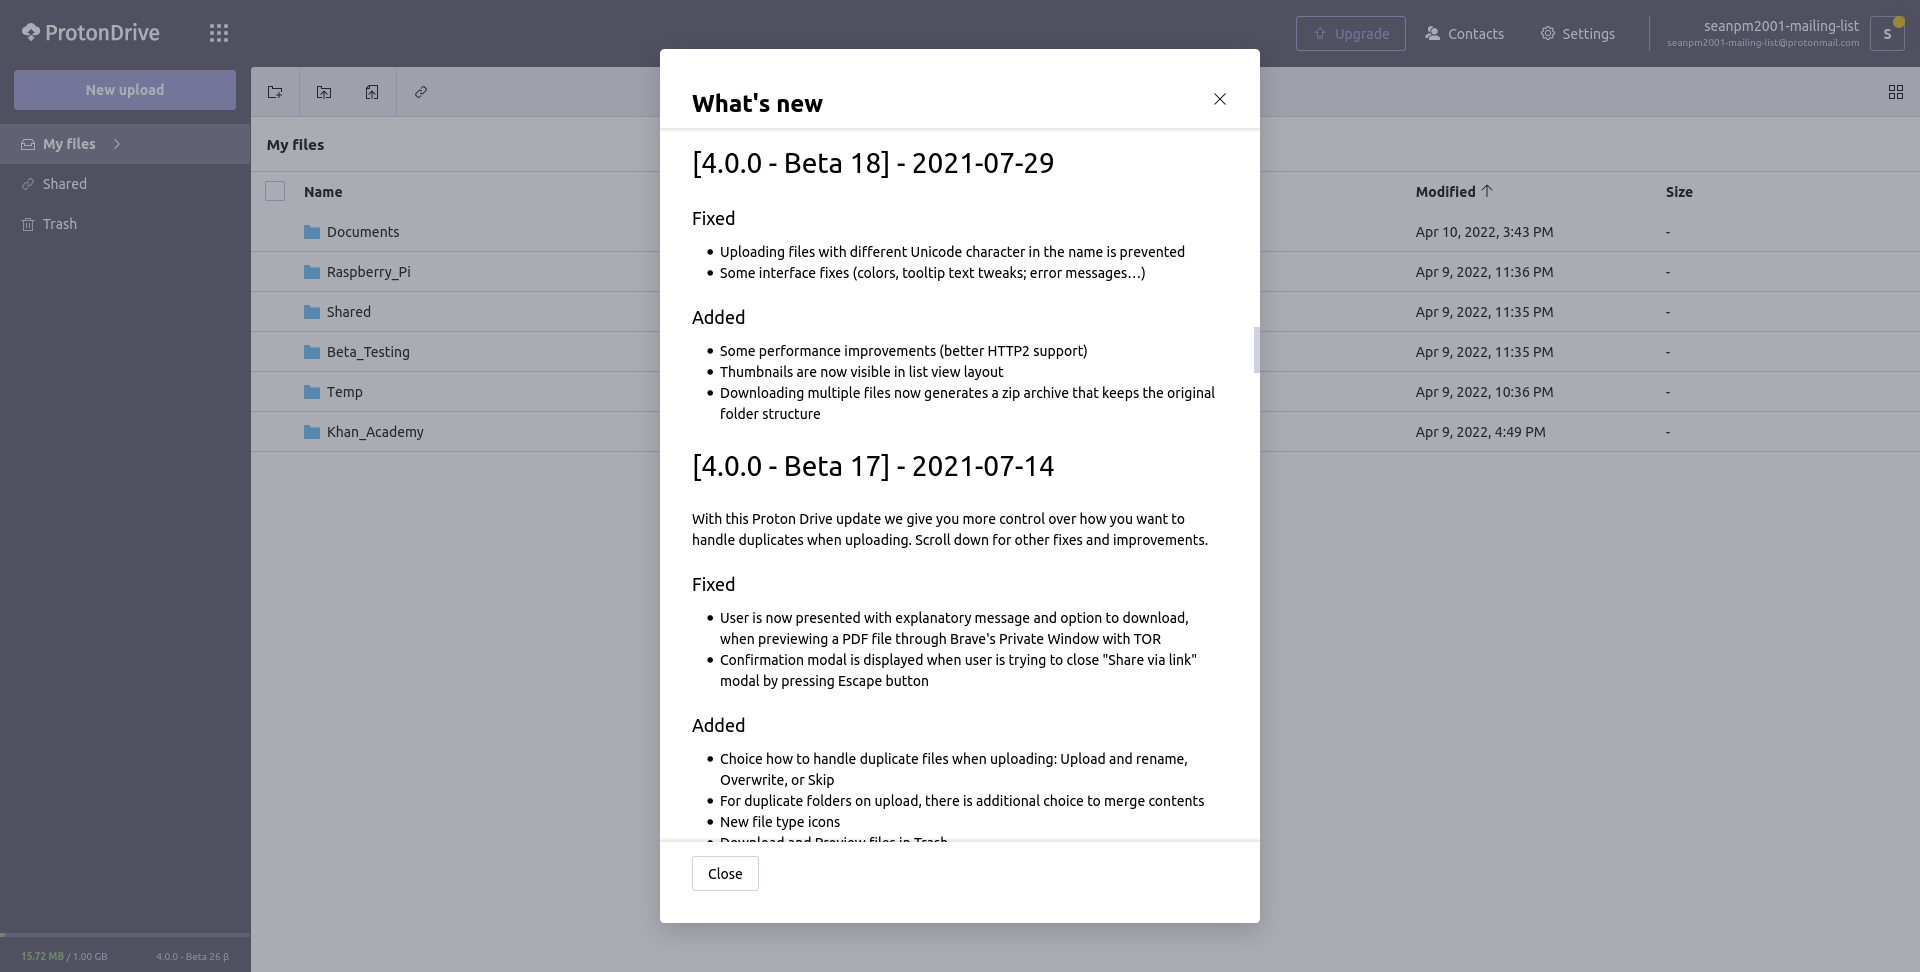 ProtonDrive
Upgrade
Contacts
Settings
seanpm2001-mailing-list
seanpm2001-mailing-list@protonmail.com
S
New upload
My files
Shared
Trash
15.72 MB / 1.00 GB
4.0.0 - Beta 26 β
My files
Name
Modified
Size
Documents
Apr 10, 2022, 3:43 PM
-
Raspberry_Pi
Apr 9, 2022, 11:36 PM
-
Shared
Apr 9, 2022, 11:35 PM
-
Beta_Testing
Apr 9, 2022, 11:35 PM
-
Temp
Apr 9, 2022, 10:36 PM
-
Khan_Academy
Apr 9, 2022, 4:49 PM
-
What's new
[4.0.0 - Beta 18] - 2021-07-29
Fixed
• Uploading files with different Unicode character in the name is prevented
• Some interface fixes (colors, tooltip text tweaks; error messages…)
Added
• Some performance improvements (better HTTP2 support)
• Thumbnails are now visible in list view layout
• Downloading multiple files now generates a zip archive that keeps the original
folder structure
[4.0.0 - Beta 17] - 2021-07-14
With this Proton Drive update we give you more control over how you want to
handle duplicates when uploading. Scroll down for other fixes and improvements.
Fixed
• User is now presented with explanatory message and option to download,
when previewing a PDF file through Brave's Private Window with TOR
• Confirmation modal is displayed when user is trying to close "Share via link"
modal by pressing Escape button
Added
• Choice how to handle duplicate files when uploading: Upload and rename,
Overwrite, or Skip
• For duplicate folders on upload, there is additional choice to merge contents
• New file type icons
• Download and Preview files in Trash
Close